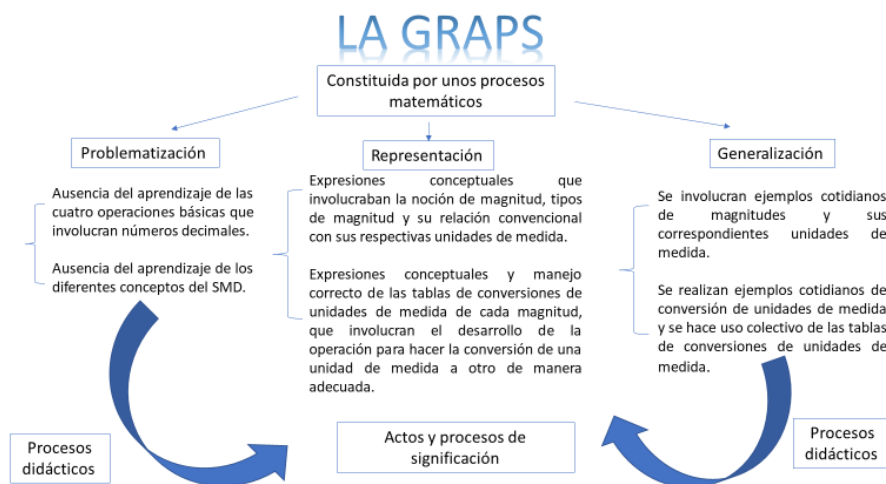 LA GRAPS
Constituida por unos procesos
matemáticos
Problematización
Representación
Generalización
Ausencia del aprendizaje de las
cuatro operaciones básicas que
involucran números decimales.
Ausencia del aprendizaje de los
diferentes conceptos del SMD.
Expresiones conceptuales que
involucraban la noción de magnitud, tipos
de magnitud y su relación convencional
con sus respectivas unidades de medida.
Expresiones conceptuales y manejo
correcto de las tablas de conversiones de
unidades de medida de cada magnitud,
que involucran el desarrollo de la
operación para hacer la conversión de una
unidad de medida a otro de manera
adecuada.
Se involucran ejemplos cotidianos
de magnitudes y sus
correspondientes unidades de
medida.
Se realizan ejemplos cotidianos de
conversión de unidades de medida
y se hace uso colectivo de las tablas
de conversiones de unidades de
medida.
Procesos
didácticos
Actos y procesos de
significación
Procesos
didácticos